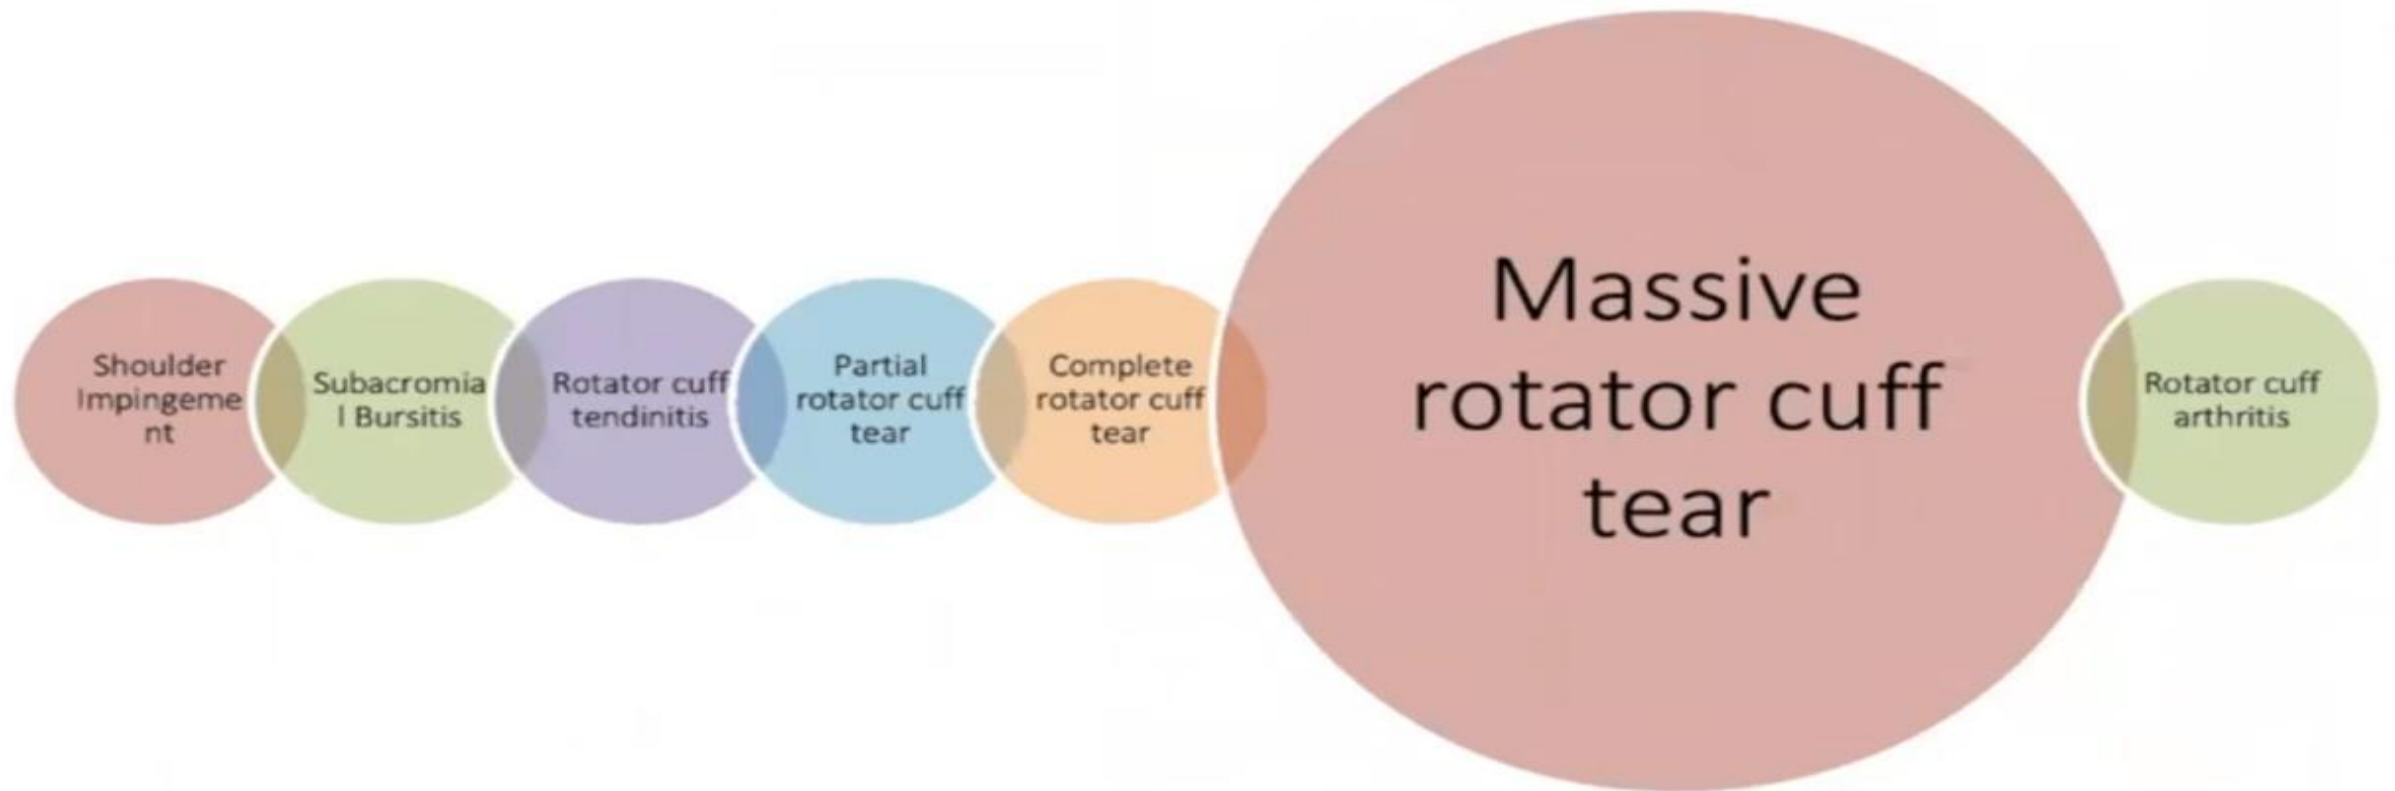 Shoulder
Impingeme
nt
Subacromia
l Bursitis
Rotator cuff
tendinitis
Partial
rotator cuff
tear
Complete
rotator cuff
tear
Massive
rotator cuff
tear
Rotator cuff
arthritis